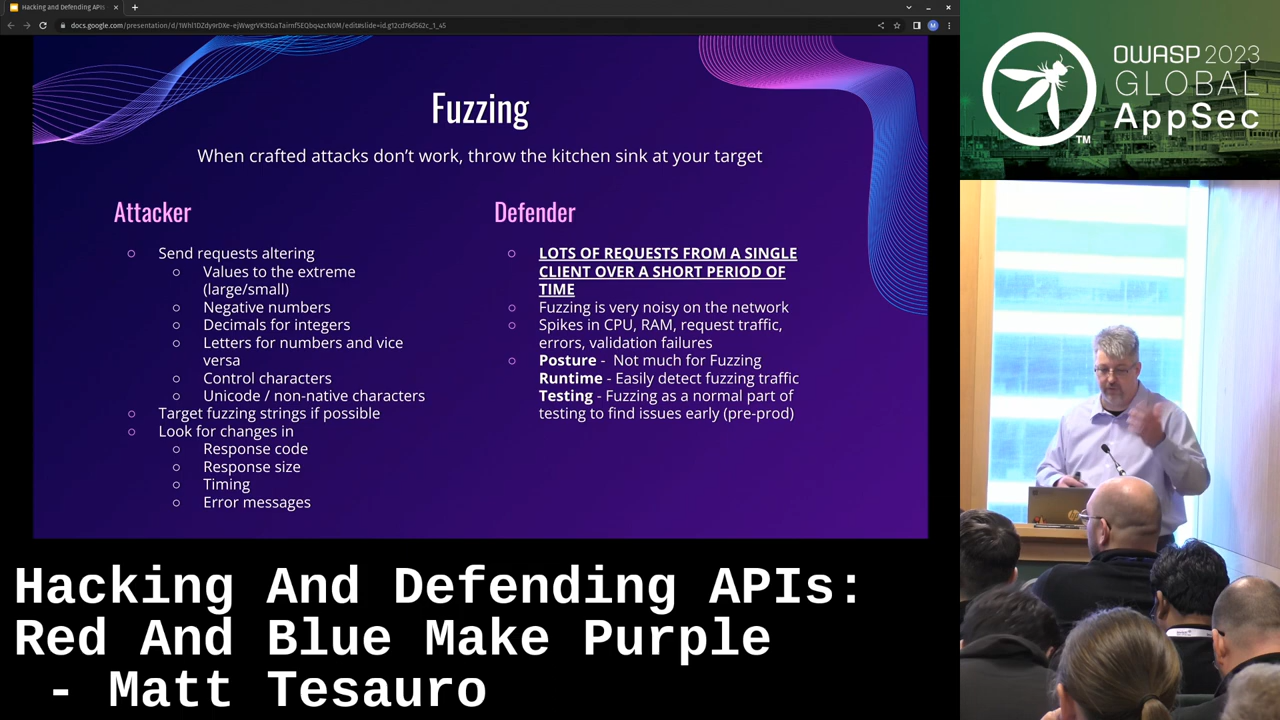 Hacking and Defending APIs
docs.google.com/presentation/d/1Whl1DZdy9rDXe-ejWwgrVK3tGaTairnf5EQbq4zcN0M/edit#slide=id.g12cd76d562c_1_45
M
Fuzzing
When crafted attacks don’t work, throw the kitchen sink at your target
Attacker
Send requests altering
Values to the extreme
(large/small)
Negative numbers
Decimals for integers
Letters for numbers and vice
versa
Control characters
Unicode / non-native characters
Target fuzzing strings if possible
Look for changes in
Response code
Response size
Timing
Error messages
Defender
LOTS OF REQUESTS FROM A SINGLE
CLIENT OVER A SHORT PERIOD OF
TIME
Fuzzing is very noisy on the network
Spikes in CPU, RAM, request traffic,
errors, validation failures
Posture - Not much for Fuzzing
Runtime - Easily detect fuzzing traffic
Testing - Fuzzing as a normal part of
testing to find issues early (pre-prod)
OWASP 2023
GLOBAL
AppSec
TM
Hacking And Defending APIs:
Red And Blue Make Purple
- Matt Tesauro